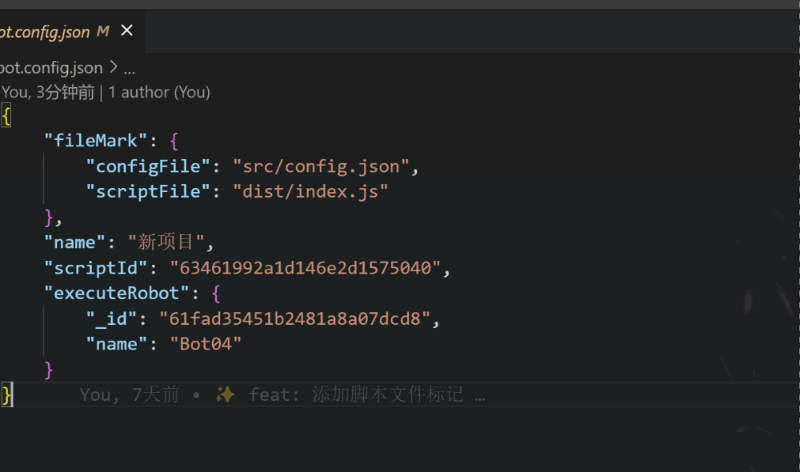 ot.config.json M ×
bot.config.json > ...
You, 3分钟前 | 1 author (You)
{
"fileMark": {
"configFile": "src/config.json",
"scriptFile": "dist/index.js"
},
"name": "新项目",
"scriptId": "63461992a1d146e2d1575040",
"executeRobot": {
"_id": "61fad35451b2481a8a07dcd8",
"name": "Bot04"
}
} You, 7天前 • ✨ feat: 添加脚本文件标记 …